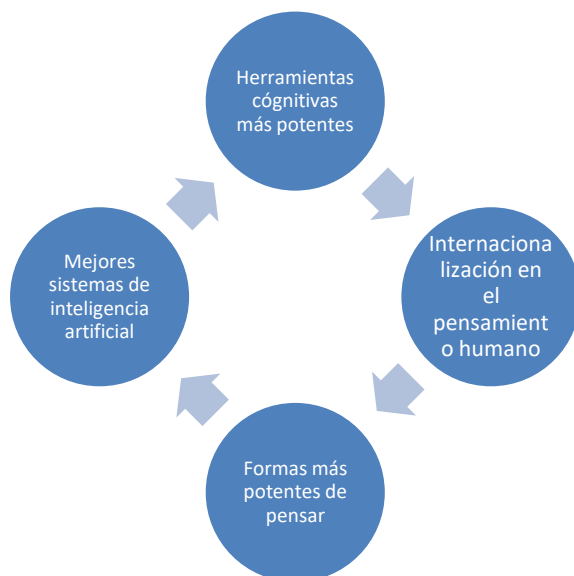 Herramientas
cógnitivas
más potentes
Internaciona
lización en
el
pensamient
o humano
Formas más
potentes de
pensar
Mejores
sistemas de
inteligencia
artificial